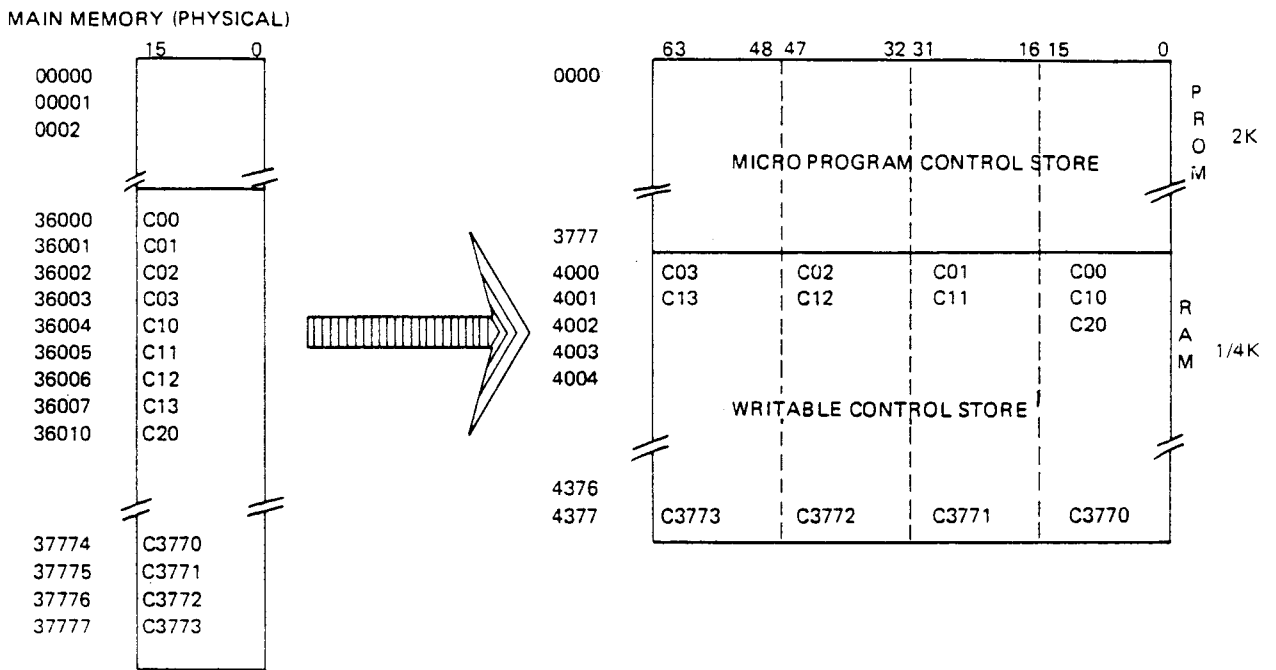 MAIN MEMORY (PHYSICAL)
15 0
00000
00001
0002
36000 C00
36001 C01
36002 C02
36003 C03
36004 C10
36005 C11
36006 C12
36007 C13
36010 C20
37774 C3770
37775 C3771
37776 C3772
37777 C3773
63 48 47 32 31 16 15 0
0000
MICRO PROGRAM CONTROL STORE
PROM 2K
3777
4000 C03 C02 C01 C00
4001 C13 C12 C11 C10
4002 C20
4003
4004
RAM 1/4K
WRITABLE CONTROL STORE
4376
4377 C3773 C3772 C3771 C3770